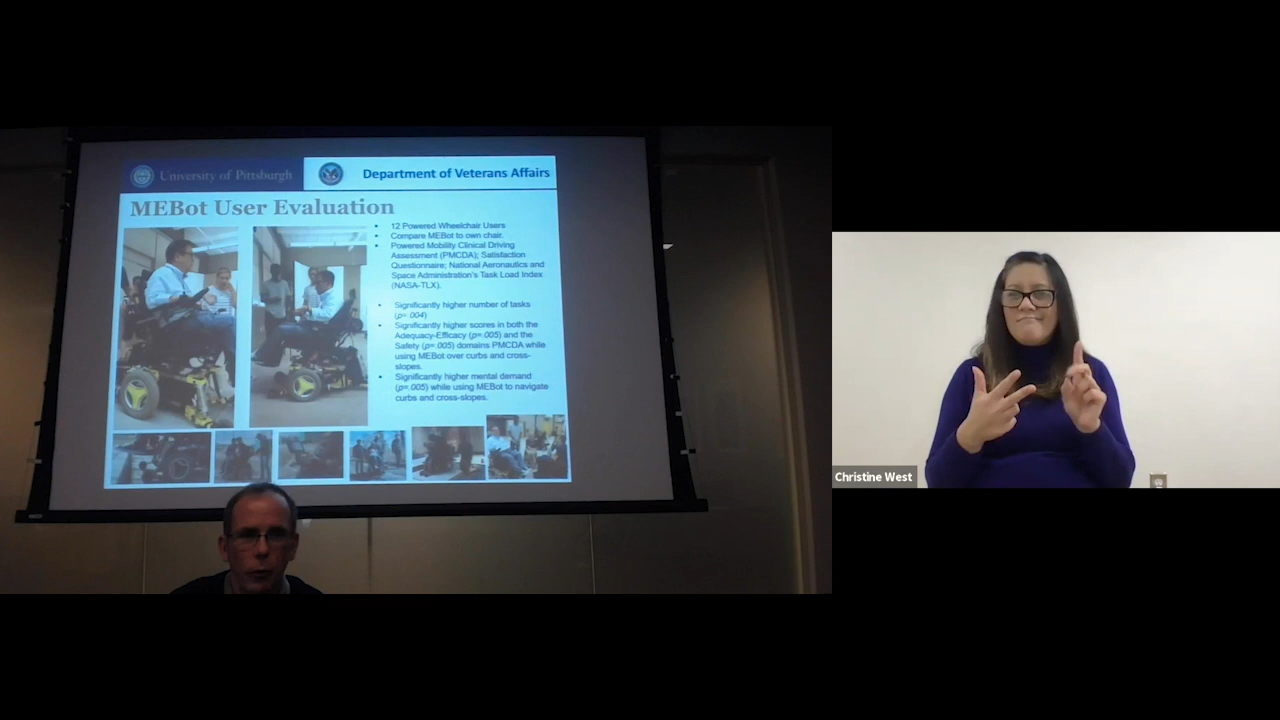 University of Pittsburgh
Department of Veterans Affairs
MEBot User Evaluation
• 12 Powered Wheelchair Users
• Compare MEBot to own chair.
• Powered Mobility Clinical Driving
Assessment (PMCDA); Satisfaction
Questionnaire; National Aeronautics and
Space Administration's Task Load Index
(NASA-TLX).
• Significantly higher number of tasks
(p=.004)
• Significantly higher scores in both the
Adequacy-Efficacy (p=.005) and the
Safety (p=.005) domains PMCDA while
using MEBot over curbs and cross-
slopes.
• Significantly higher mental demand
(p=.005) while using MEBot to navigate
curbs and cross-slopes.
Christine West